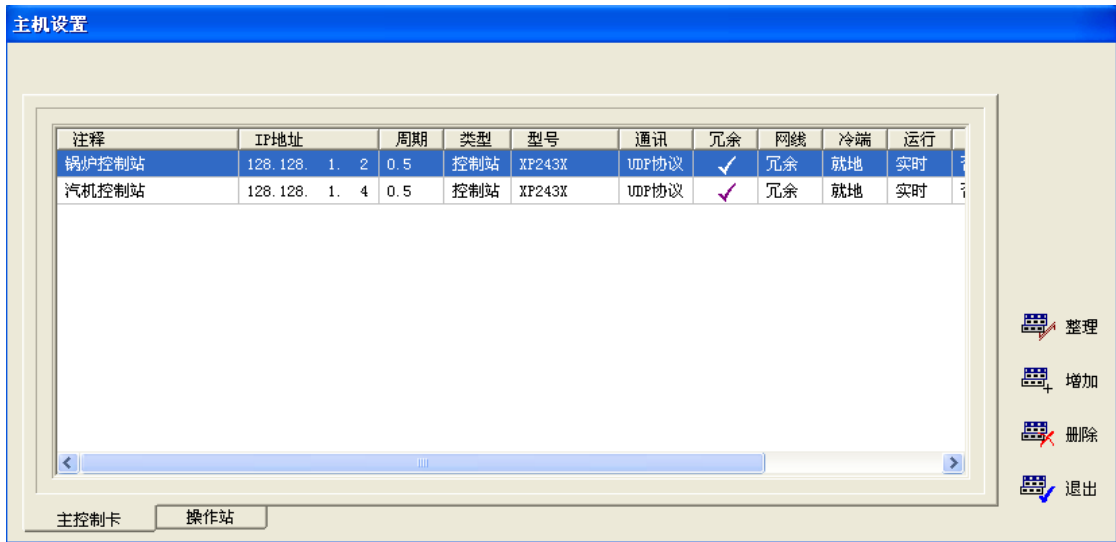 主机设置
注释 IP地址 周期 类型 型号 通讯 冗余 网线 冷端 运行
锅炉控制站 128.128. 1. 2 0.5 控制站 XP243X UDP协议 冗余 就地 实时
汽机控制站 128.128. 1. 4 0.5 控制站 XP243X UDP协议 冗余 就地 实时
整理
增加
删除
退出
主控制卡 操作站